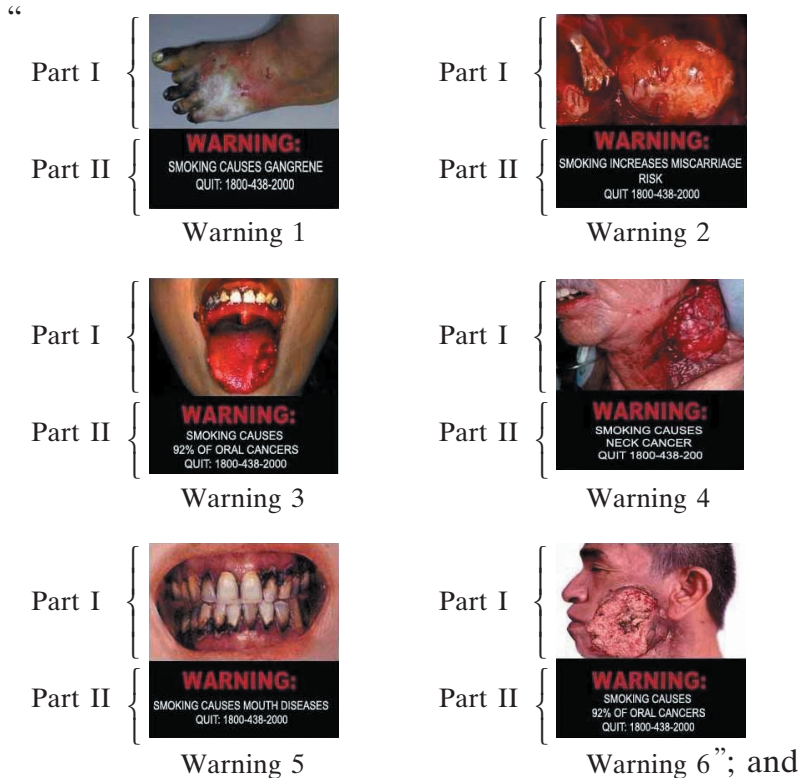 “
Part I
WARNING:
Part II
SMOKING CAUSES GANGRENE
QUIT: 1800-438-2000
Warning 1
Part I
WARNING:
Part II
SMOKING INCREASES MISCARRIAGE
RISK
QUIT 1800-438-2000
Warning 2
Part I
WARNING:
Part II
SMOKING CAUSES
92% OF ORAL CANCERS
QUIT: 1800-438-2000
Warning 3
Part I
WARNING:
Part II
SMOKING CAUSES
NECK CANCER
QUIT 1800-438-200
Warning 4
Part I
WARNING:
Part II
SMOKING CAUSES MOUTH DISEASES
QUIT: 1800-438-2000
Warning 5
Part I
WARNING:
Part II
SMOKING CAUSES
92% OF ORAL CANCERS
QUIT: 1800-438-2000
Warning 6”; and